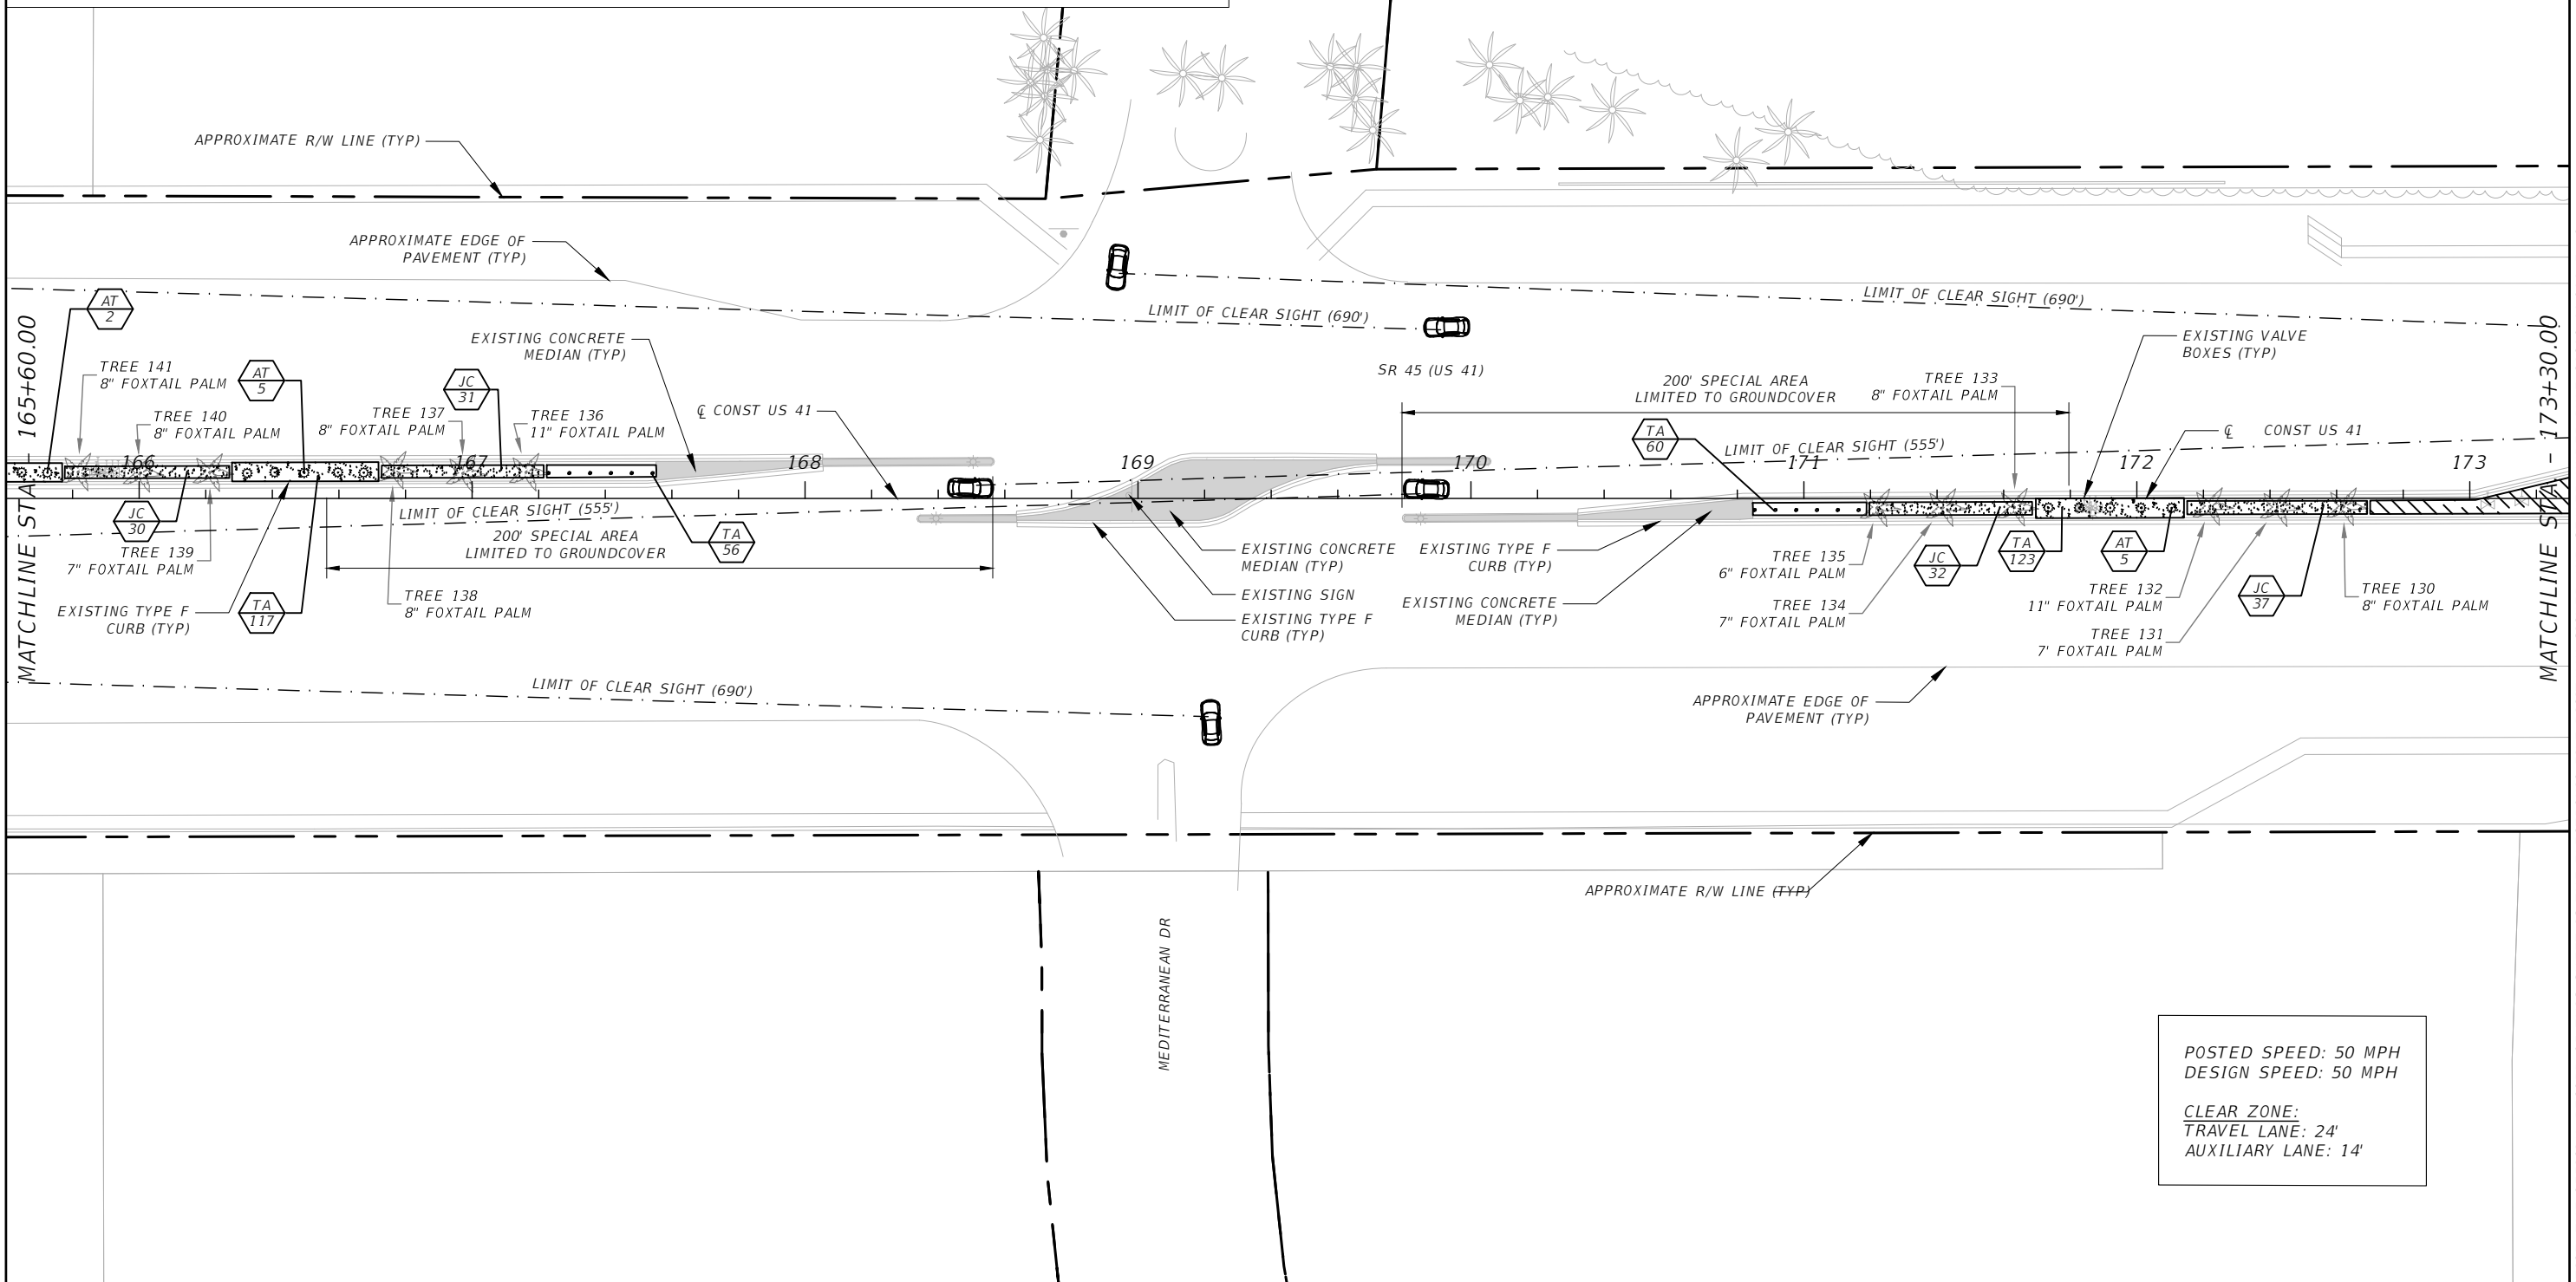 APPROXIMATE R/W LINE (TYP)
APPROXIMATE EDGE OF
PAVEMENT (TYP)
LIMIT OF CLEAR SIGHT (690')
LIMIT OF CLEAR SIGHT (690')
MATCHLINE STA - 165+60.00
MATCHLINE STA - 173+30.00
AT
2
TREE 141
8" FOXTAIL PALM
AT
5
TREE 140
8" FOXTAIL PALM
EXISTING CONCRETE
MEDIAN (TYP)
JC
31
TREE 137
8" FOXTAIL PALM
TREE 136
11" FOXTAIL PALM
℄ CONST US 41
SR 45 (US 41)
200' SPECIAL AREA
LIMITED TO GROUNDCOVER
TREE 133
8" FOXTAIL PALM
EXISTING VALVE
BOXES (TYP)
TA
60
LIMIT OF CLEAR SIGHT (555')
℄ CONST US 41
166
167
168
169
170
171
172
173
JC
30
LIMIT OF CLEAR SIGHT (555')
200' SPECIAL AREA
LIMITED TO GROUNDCOVER
TA
56
TREE 139
7" FOXTAIL PALM
EXISTING TYPE F
CURB (TYP)
TA
117
TREE 138
8" FOXTAIL PALM
EXISTING CONCRETE
MEDIAN (TYP)
EXISTING SIGN
EXISTING TYPE F
CURB (TYP)
EXISTING TYPE F
CURB (TYP)
EXISTING CONCRETE
MEDIAN (TYP)
TREE 135
6" FOXTAIL PALM
TREE 134
7" FOXTAIL PALM
JC
32
TA
123
AT
5
TREE 132
11" FOXTAIL PALM
TREE 131
7' FOXTAIL PALM
JC
37
TREE 130
8" FOXTAIL PALM
LIMIT OF CLEAR SIGHT (690')
APPROXIMATE EDGE OF
PAVEMENT (TYP)
APPROXIMATE R/W LINE (TYP)
MEDITERRANEAN DR
POSTED SPEED: 50 MPH
DESIGN SPEED: 50 MPH
CLEAR ZONE:
TRAVEL LANE: 24'
AUXILIARY LANE: 14'